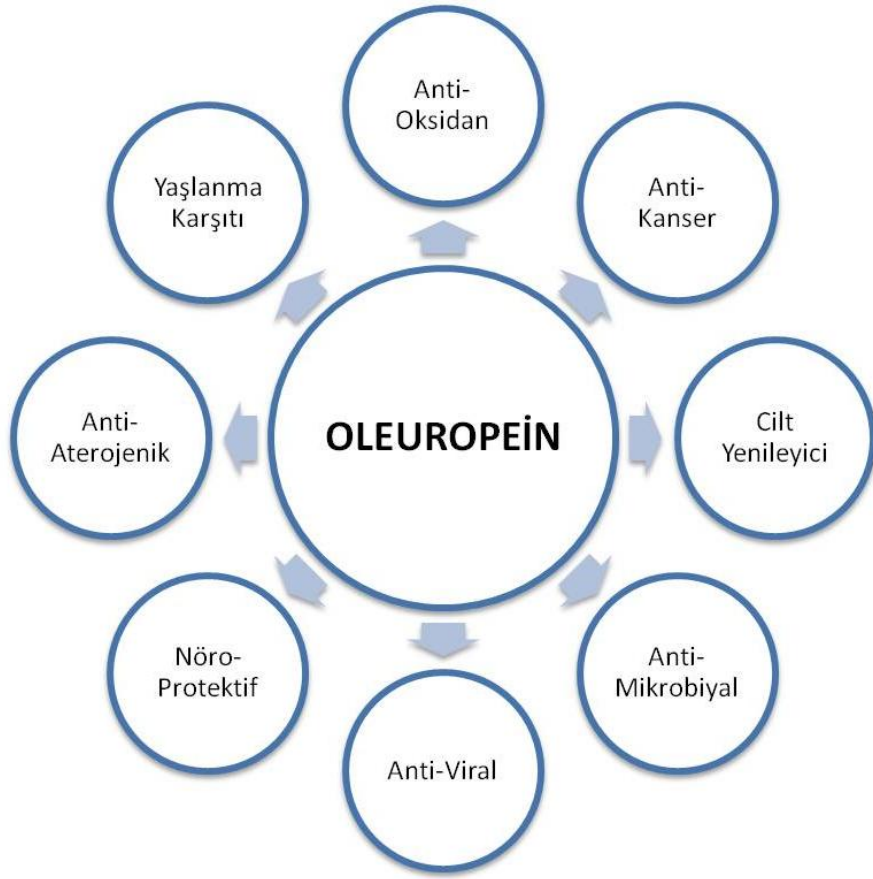 Anti-
Oksidan
Anti-
Kanser
Cilt
Yenileyici
Anti-
Mikrobiyal
Anti-Viral
Nöro-
Protektif
Anti-
Aterojenik
Yaşlanma
Karşıtı
OLEUROPEİN